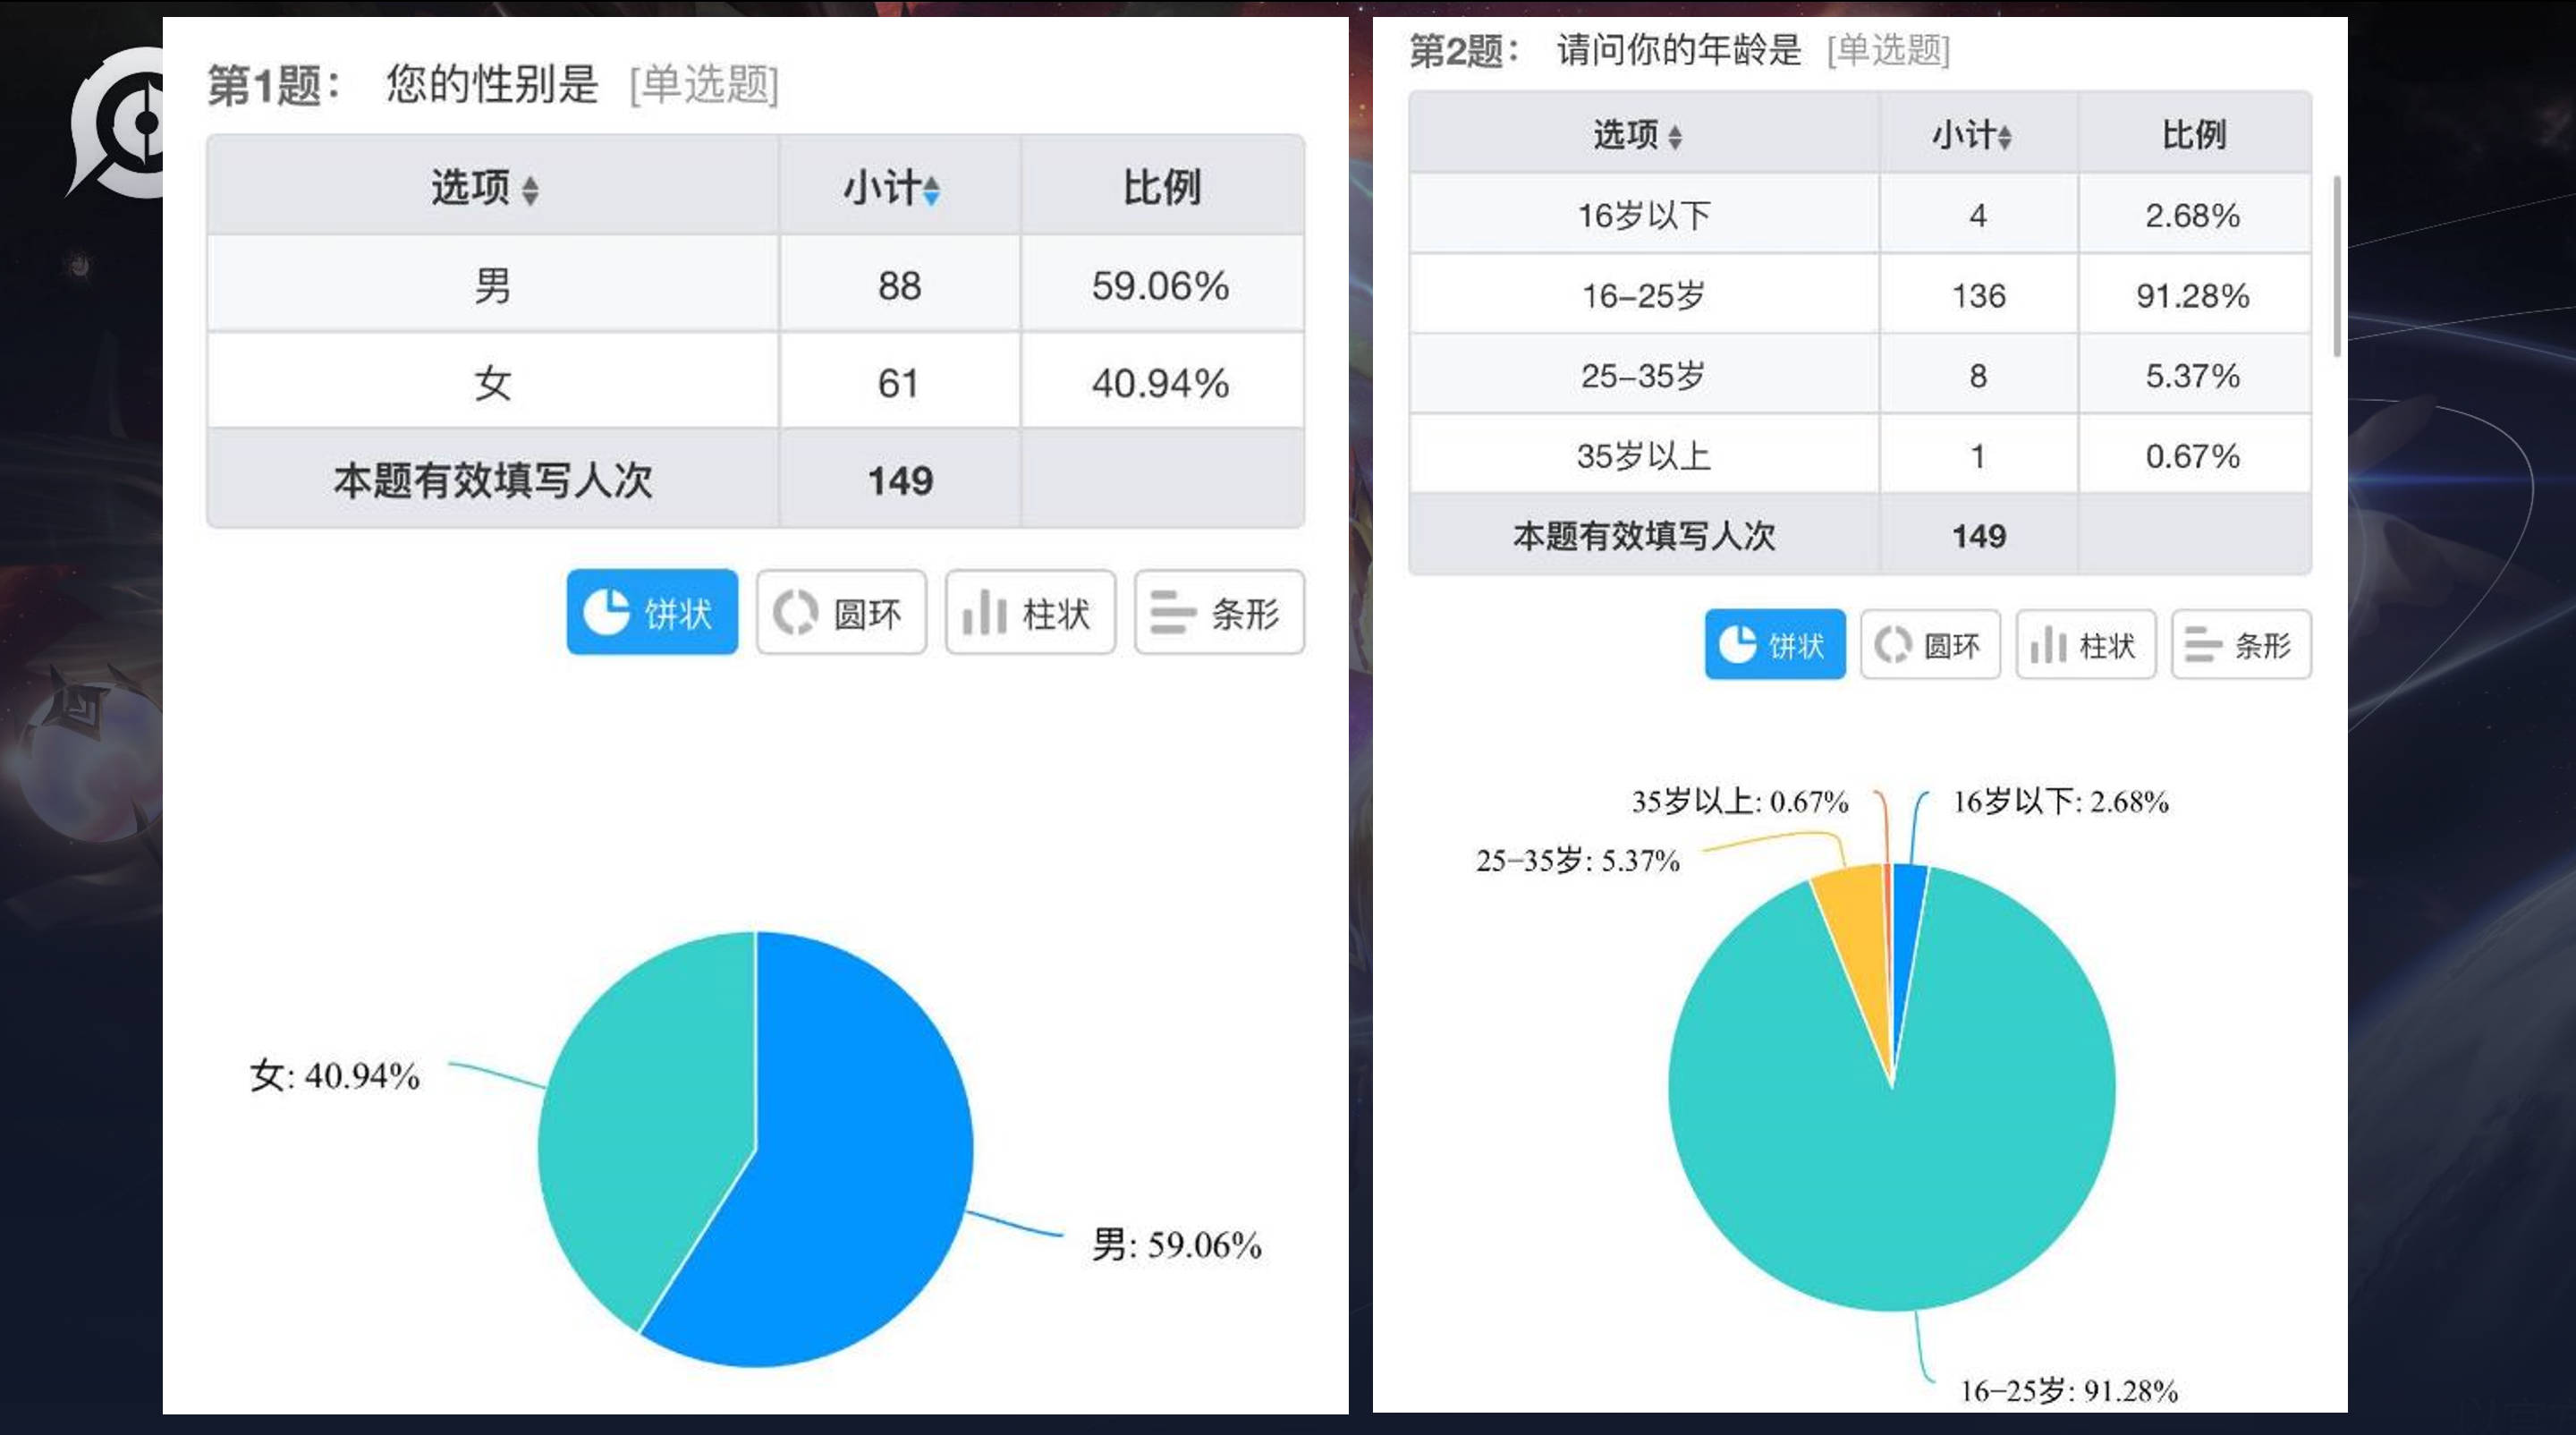 第1题： 您的性别是 [单选题]
选项 小计 比例
男 88 59.06%
女 61 40.94%
本题有效填写人次 149
饼状 圆环 柱状 条形
女: 40.94%
男: 59.06%
第2题： 请问你的年龄是 [单选题]
选项 小计 比例
16岁以下 4 2.68%
16–25岁 136 91.28%
25–35岁 8 5.37%
35岁以上 1 0.67%
本题有效填写人次 149
饼状 圆环 柱状 条形
35岁以上: 0.67%
16岁以下: 2.68%
25–35岁: 5.37%
16–25岁: 91.28%